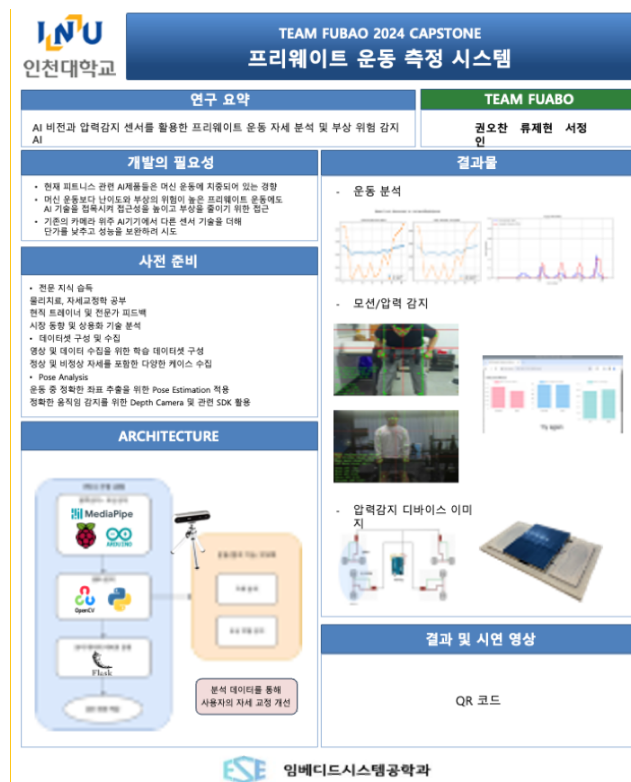 INU
인천대학교
TEAM FUBAO 2024 CAPSTONE
프리웨이트 운동 측정 시스템
연구 요약
AI 비전과 압력감지 센서를 활용한 프리웨이트 운동 자세 분석 및 부상 위험 감지
AI
TEAM FUABO
권오찬 류제현 서정
인
개발의 필요성
• 현재 피트니스 관련 AI제품들은 머신 운동에 치중되어 있는 경향
• 머신 운동보다 난이도와 부상의 위험이 높은 프리웨이트 운동에도
AI 기술을 접목시켜 접근성을 높이고 부상을 줄이기 위한 접근
• 기존의 카메라 위주 AI기기에서 다른 센서 기술을 더해
단가를 낮추고 성능을 보완하려 시도
사전 준비
• 전문 지식 습득
물리치료, 자세교정학 공부
현직 트레이너 및 전문가 피드백
시장 동향 및 상용화 기술 분석
• 데이터셋 구성 및 수집
영상 및 데이터 수집을 위한 학습 데이터셋 구성
정상 및 비정상 자세를 포함한 다양한 케이스 수집
• Pose Analysis
운동 중 정확한 좌표 추출을 위한 Pose Estimation 적용
정확한 움직임 감지를 위한 Depth Camera 및 관련 SDK 활용
ARCHITECTURE
MediaPipe
ARDUINO
OpenCV
Flask
분석 데이터를 통해
사용자의 자세 교정 개선
결과물
- 운동 분석
- 모션/압력 감지
Try again
- 압력감지 디바이스 이미
지
결과 및 시연 영상
QR 코드
ESE 임베디드시스템공학과